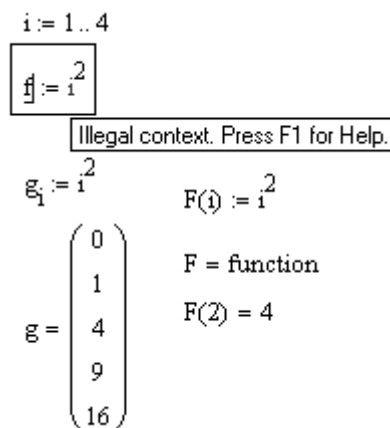 i := 1 .. 4
f := i²
Illegal context. Press F1 for Help.
gᵢ := i²
F(i) := i²
F = function
F(2) = 4
g =
0
1
4
9
16